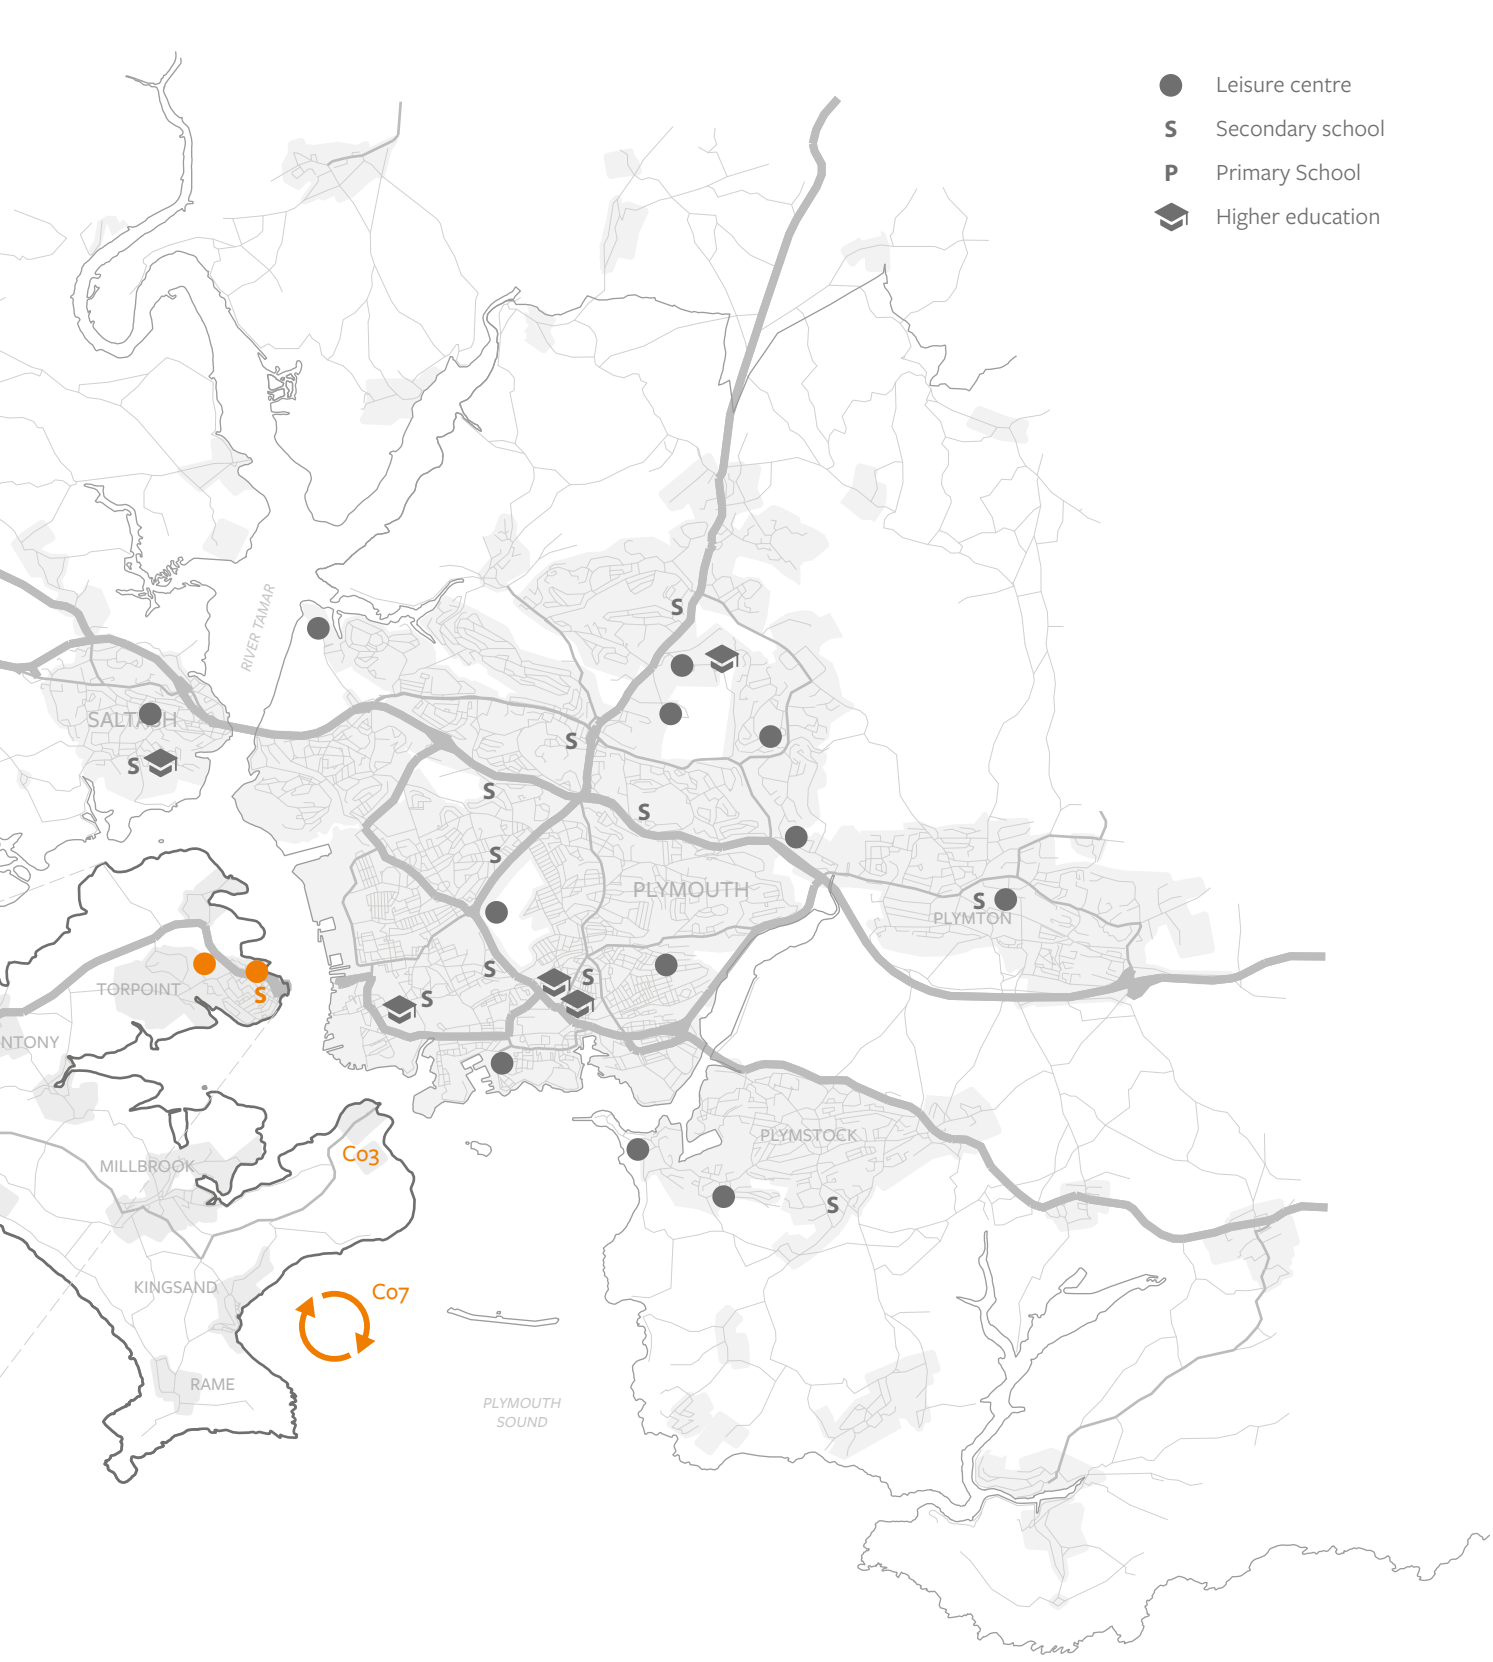 Leisure centre
S Secondary school
P Primary School
Higher education
RIVER TAMAR
S
SALTASH
S
S
S
S
S
S
PLYMOUTH
S
PLYMTON
S
S
S
TORPOINT
S
NTONY
PLYMSTOCK
Co3
MILLBROOK
S
KINGSAND
Co7
RAME
PLYMOUTH
SOUND